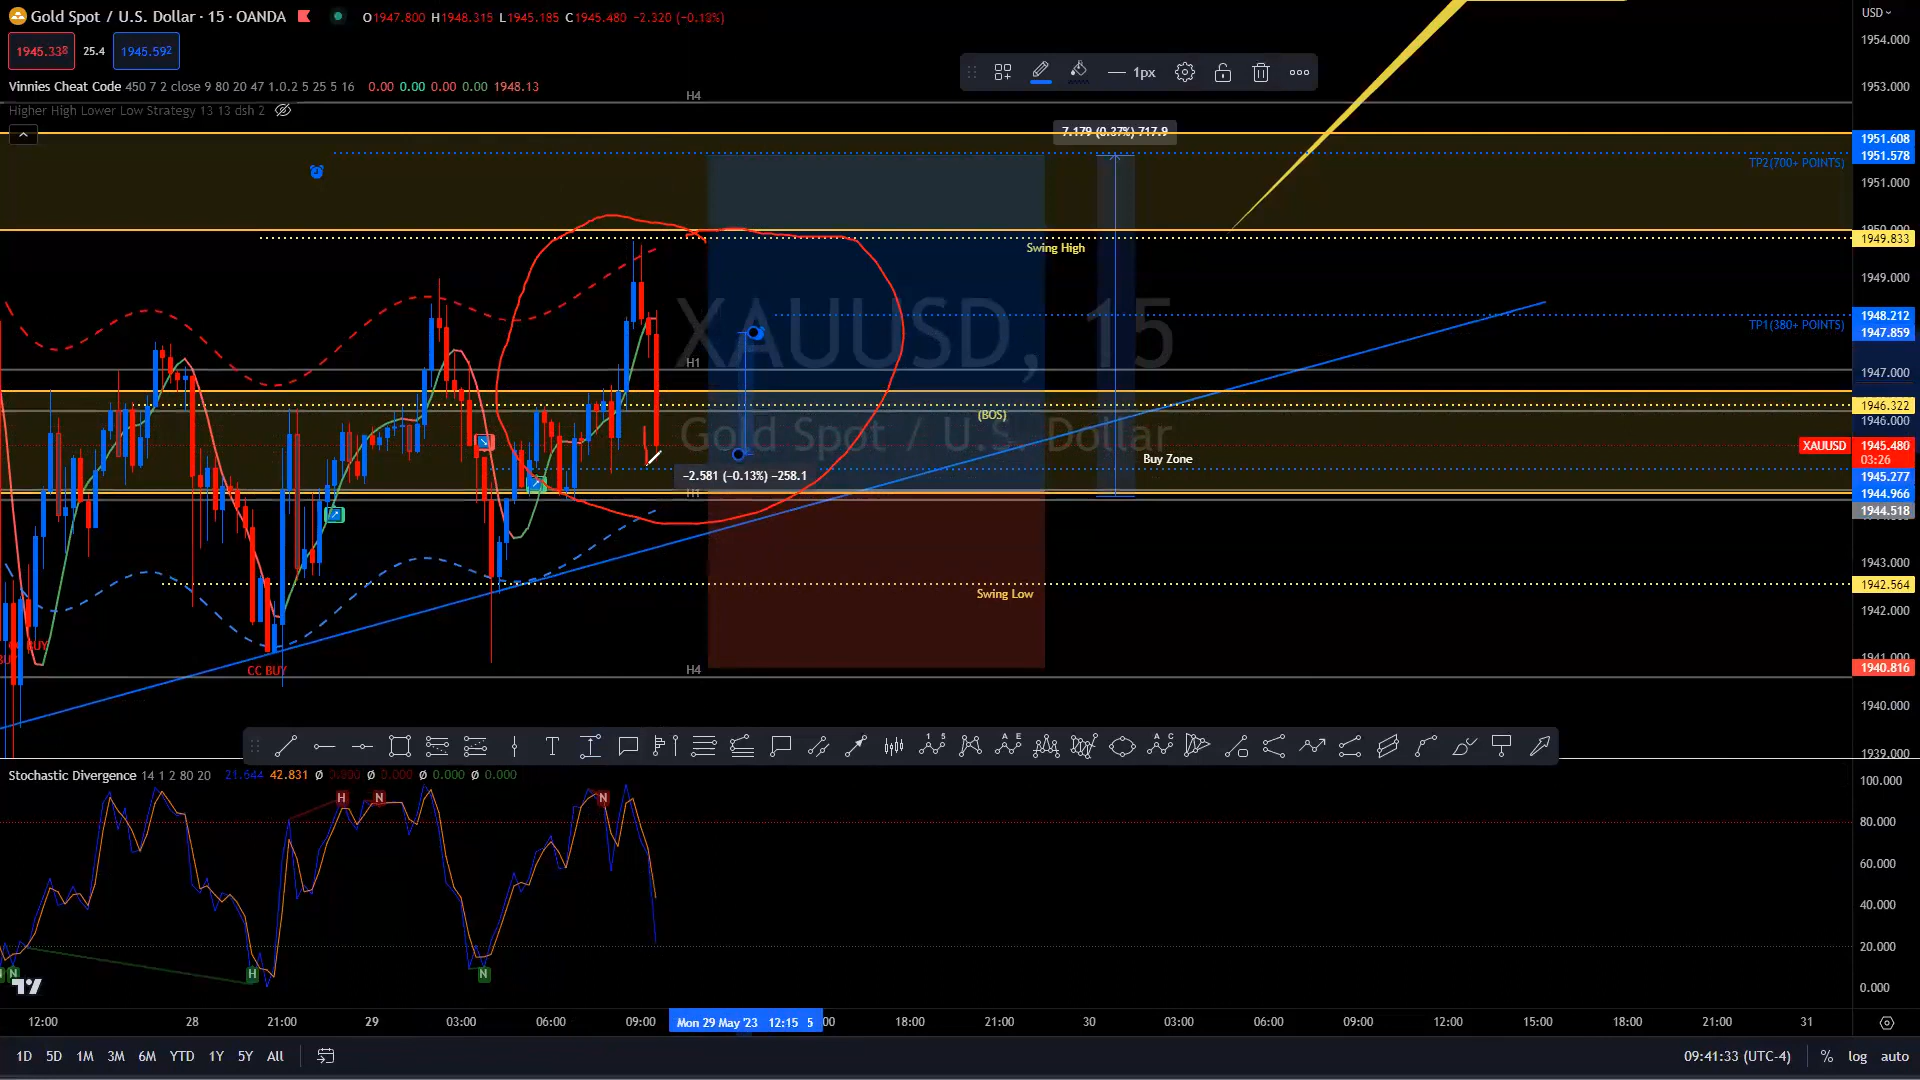 Gold Spot / U.S. Dollar · 15 · OANDA O1947.800 H1948.315 L1945.185 C1945.480 −2.320 (−0.12%)
1945.338 25.4 1945.592
Vinnies Cheat Code 450 7 2 close 9 80 20 47 1.0.2 5 25 5 16 0.00 0.00 0.00 0.00 1948.13
Higher High Lower Low Strategy 13 13 dsh 2
1px
USD
1954.000
1953.000
H4
7.179 (0.37%) 717.9
1951.608
1951.578
TP2(700+ POINTS)
1951.000
1949.833
Swing High
1949.000
XAUUSD, 15
1948.212
TP1(380+ POINTS)
1947.859
H1
1947.000
1946.322
(BOS)
1946.000
Gold Spot / U.S. Dollar
XAUUSD 1945.480
03:26
Buy Zone
−2.581 (−0.13%) −258.1
1945.277
H1
1944.966
1944.518
1943.000
1942.564
Swing Low
1942.000
BUY
CC BUY
H4
1940.816
1940.000
1939.000
Stochastic Divergence 14 1 2 80 20 21.544 42.831 Ø 0.000 Ø 0.000 Ø 0.000 Ø 0.000
100.000
H N N
80.000
60.000
40.000
20.000
N H N
0.000
12:00 28 21:00 29 03:00 06:00 09:00 Mon 29 May '23 12:15 5 18:00 21:00 30 03:00 06:00 09:00 12:00 15:00 18:00 21:00 31
1D 5D 1M 3M 6M YTD 1Y 5Y All 09:41:33 (UTC-4) % log auto